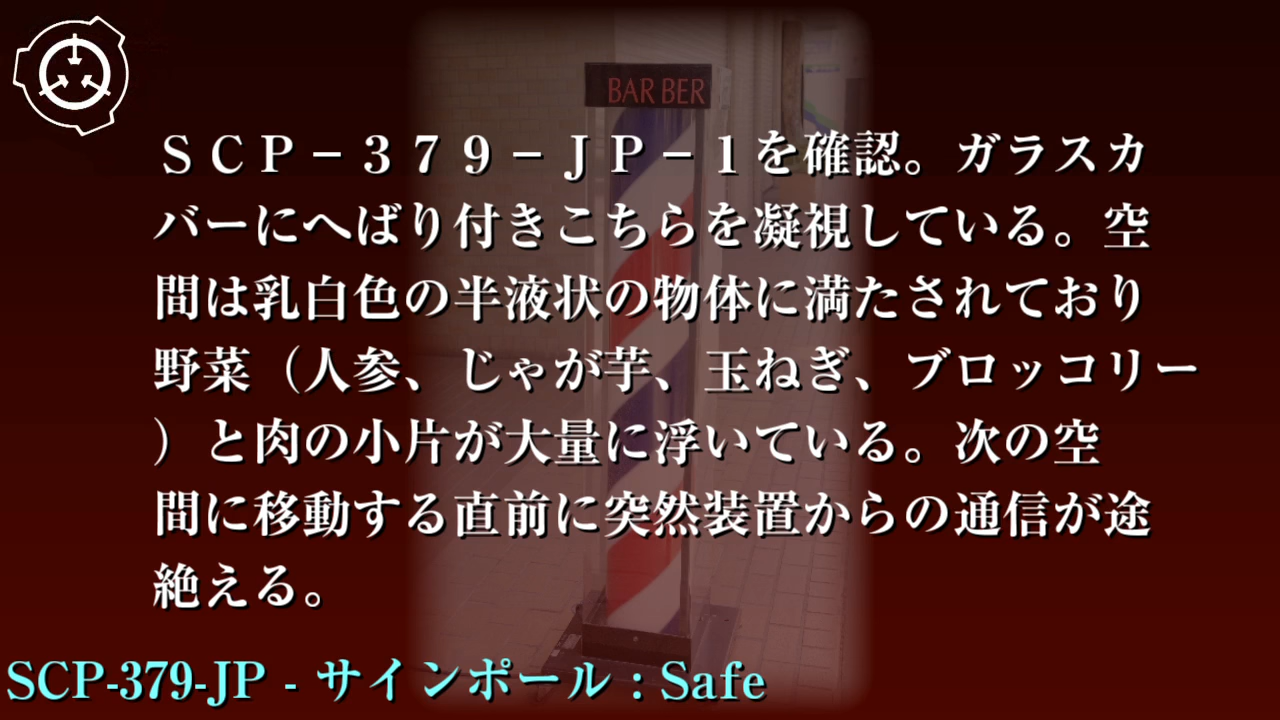 BARBER
ＳＣＰ－３７９－ＪＰ－１を確認。ガラスカ
バーにへばり付きこちらを凝視している。空
間は乳白色の半液状の物体に満たされており
野菜（人参、じゃが芋、玉ねぎ、ブロッコリー
）と肉の小片が大量に浮いている。次の空
間に移動する直前に突然装置からの通信が途
絶える。
SCP-379-JP - サインポール : Safe